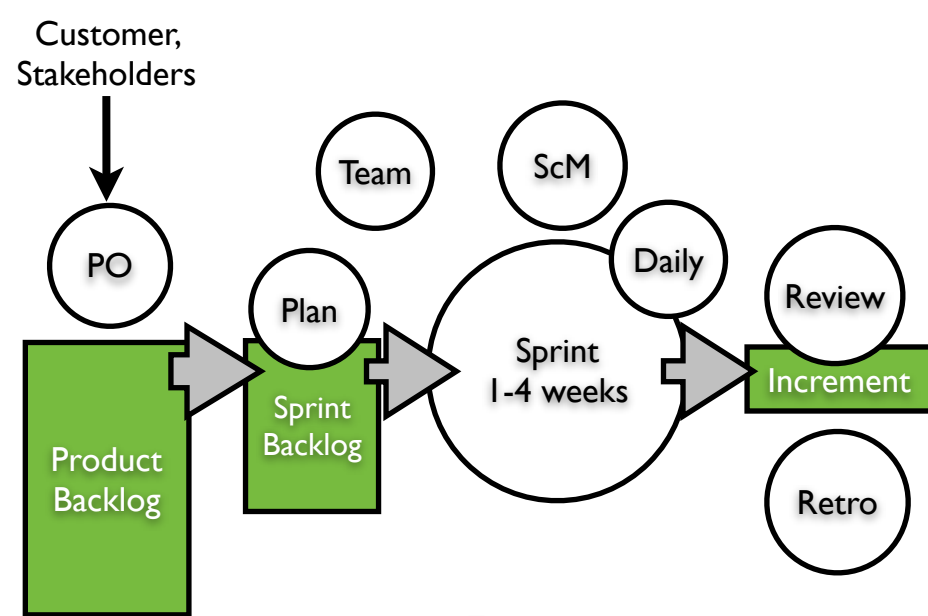 Customer,
Stakeholders
PO
Product
Backlog
Plan
Sprint
Backlog
Team
ScM
Daily
Sprint
1-4 weeks
Review
Increment
Retro